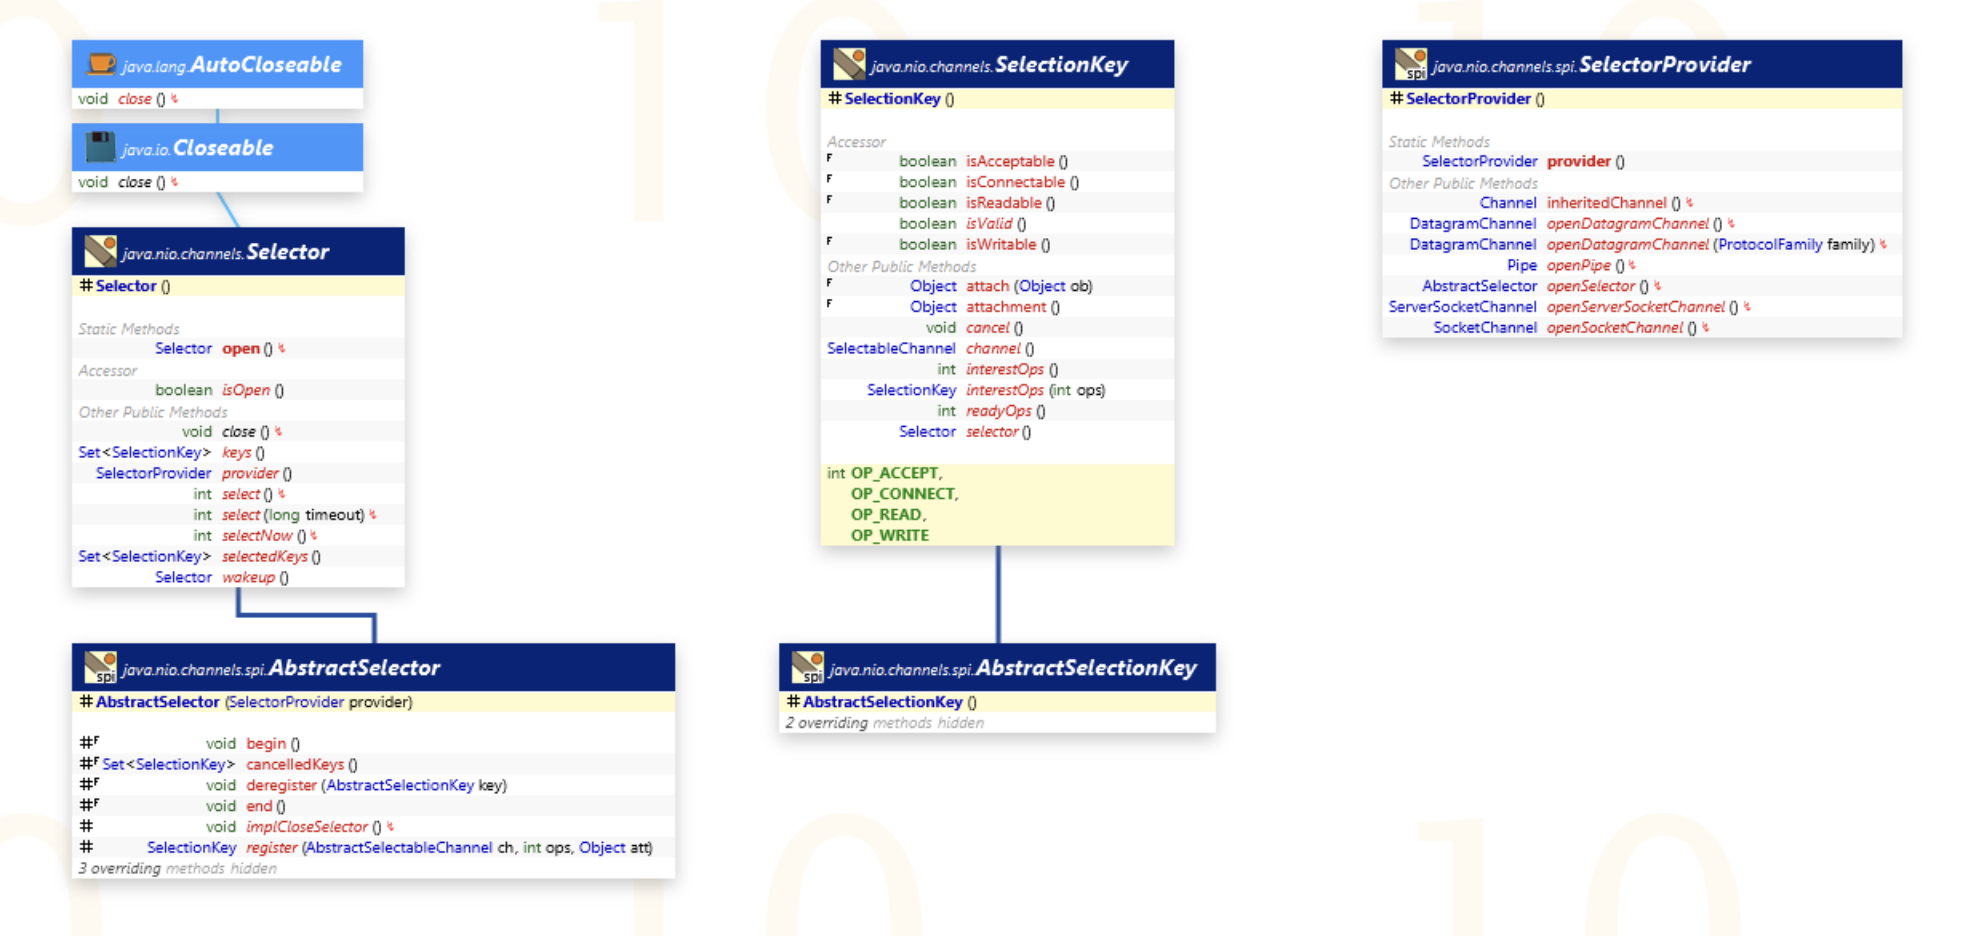 java.lang.AutoCloseable
void close ()
java.io.Closeable
void close ()
java.nio.channels.Selector
# Selector ()
Static Methods
Selector open ()
Accessor
boolean isOpen ()
Other Public Methods
void close ()
Set<SelectionKey> keys ()
SelectorProvider provider ()
int select ()
int select (long timeout)
int selectNow ()
Set<SelectionKey> selectedKeys ()
Selector wakeup ()
spi java.nio.channels.spi.AbstractSelector
# AbstractSelector (SelectorProvider provider)
#F void begin ()
#F Set<SelectionKey> cancelledKeys ()
#F void deregister (AbstractSelectionKey key)
#F void end ()
# void implCloseSelector ()
# SelectionKey register (AbstractSelectableChannel ch, int ops, Object att)
3 overriding methods hidden
java.nio.channels.SelectionKey
# SelectionKey ()
Accessor
F boolean isAcceptable ()
F boolean isConnectable ()
F boolean isReadable ()
boolean isValid ()
F boolean isWritable ()
Other Public Methods
F Object attach (Object ob)
F Object attachment ()
void cancel ()
SelectableChannel channel ()
int interestOps ()
SelectionKey interestOps (int ops)
int readyOps ()
Selector selector ()
int OP_ACCEPT,
OP_CONNECT,
OP_READ,
OP_WRITE
spi java.nio.channels.spi.AbstractSelectionKey
# AbstractSelectionKey ()
2 overriding methods hidden
spi java.nio.channels.spi.SelectorProvider
# SelectorProvider ()
Static Methods
SelectorProvider provider ()
Other Public Methods
Channel inheritedChannel ()
DatagramChannel openDatagramChannel ()
DatagramChannel openDatagramChannel (ProtocolFamily family)
Pipe openPipe ()
AbstractSelector openSelector ()
ServerSocketChannel openServerSocketChannel ()
SocketChannel openSocketChannel ()
10
10
10